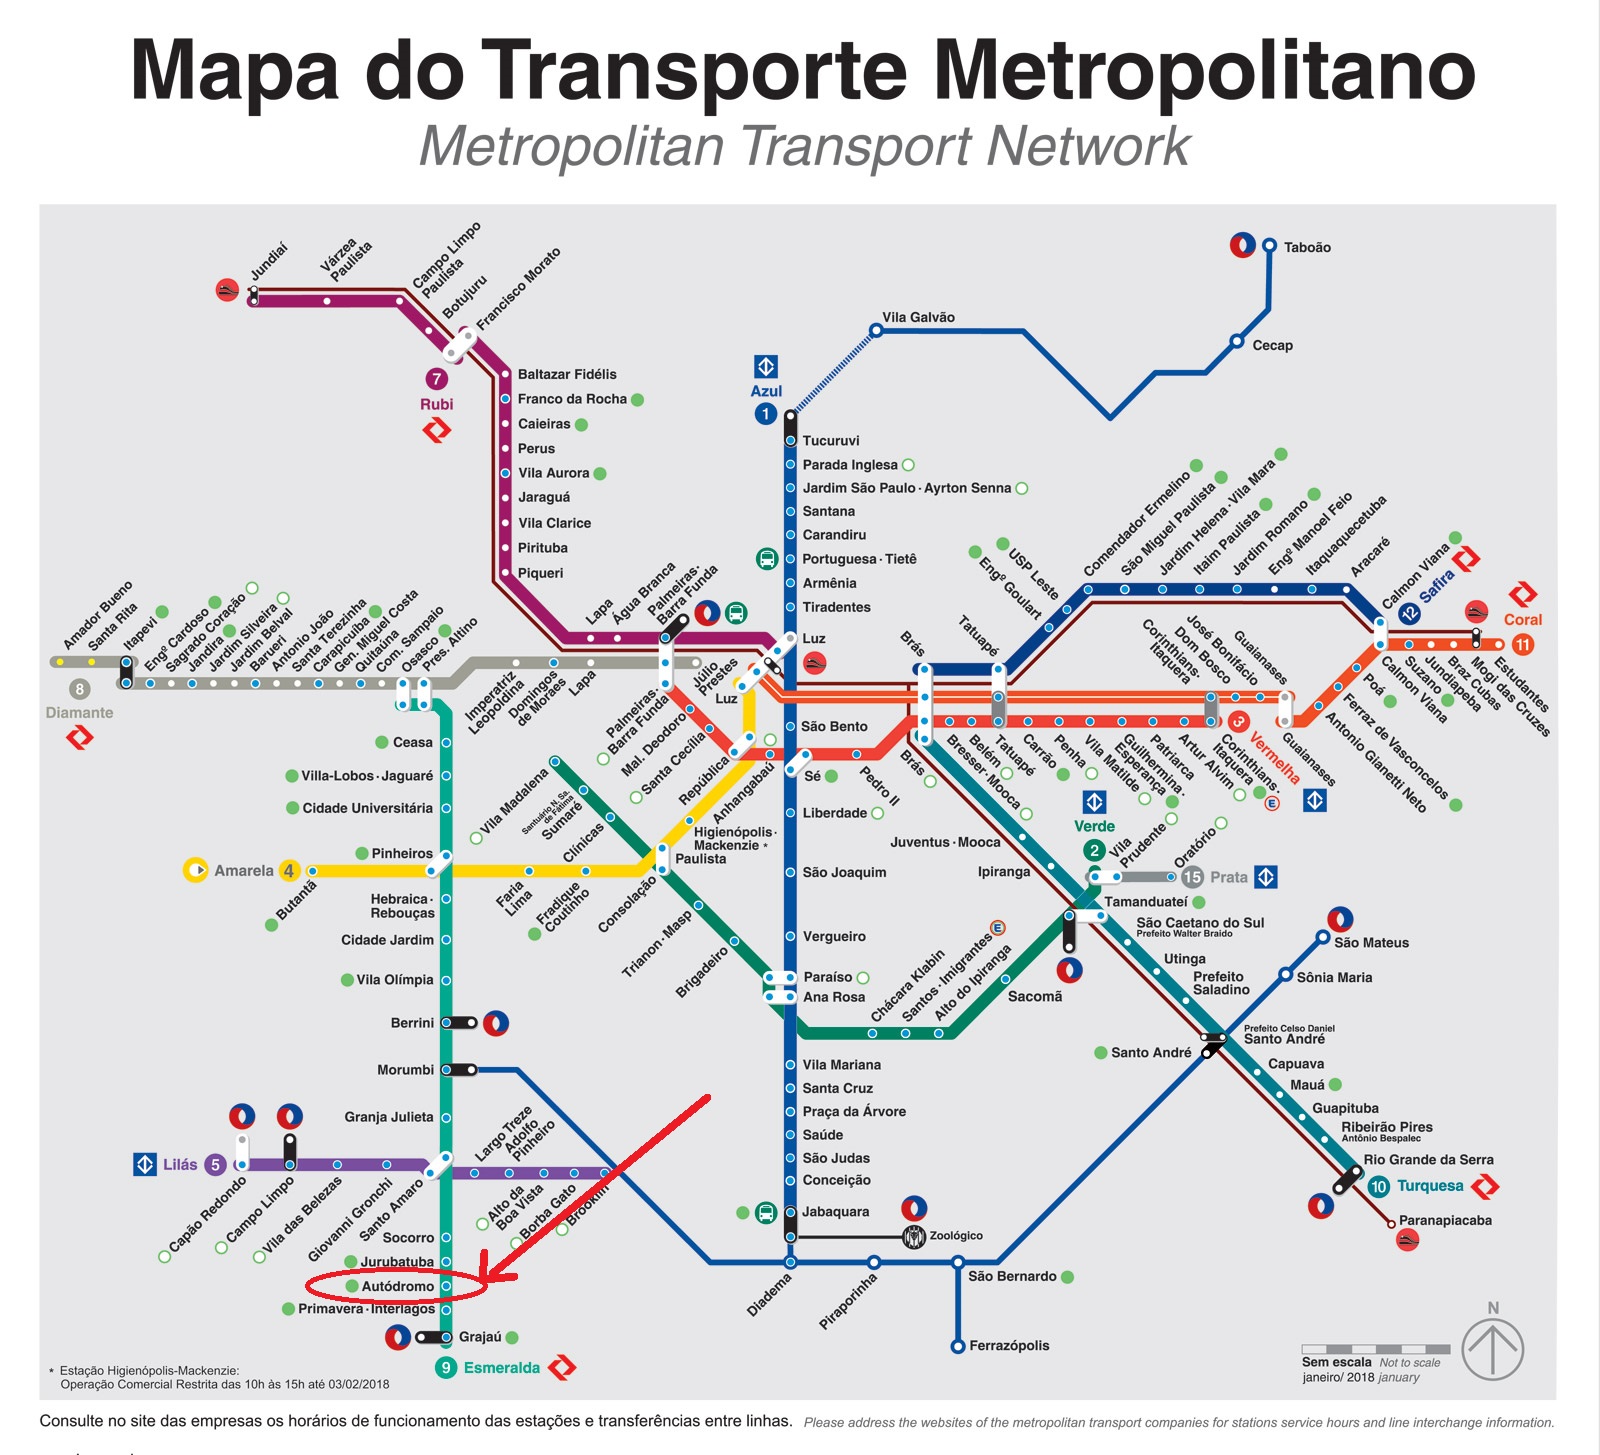 Mapa do Transporte Metropolitano
Metropolitan Transport Network
Taboão
Cecap
Vila Galvão
Jundiaí
Várzea
Paulista
Campo Limpo
Paulista
Botujuru
Francisco Morato
7
Rubi
Baltazar Fidélis
Franco da Rocha
Caieiras
Perus
Vila Aurora
Jaraguá
Vila Clarice
Pirituba
Piqueri
Lapa
Água Branca
Palmeiras·
Barra Funda
Azul
1
Tucuruvi
Parada Inglesa
Jardim São Paulo · Ayrton Senna
Santana
Carandiru
Portuguesa · Tietê
Armênia
Tiradentes
Luz
São Bento
Sé
Liberdade
São Joaquim
Vergueiro
Paraíso
Ana Rosa
Vila Mariana
Santa Cruz
Praça da Árvore
Saúde
São Judas
Conceição
Jabaquara
Zoológico
Amador Bueno
Santa Rita
Itapevi
Engº Cardoso
Sagrado Coração
Jandira
Jardim Silveira
Jardim Belval
Barueri
Antonio João
Santa Terezinha
Carapicuíba
Gen. Miguel Costa
Quitaúna
Com. Sampaio
Osasco
Pres. Altino
8
Diamante
Imperatriz
Leopoldina
Domingos
de Moraes
Lapa
Júlio
Prestes
Luz
Palmeiras·
Barra Funda
Mal. Deodoro
Santa Cecília
República
Anhangabaú
Pedro II
Brás
Brás
Bresser · Mooca
Belém
Tatuapé
Tatuapé
Carrão
Penha
Vila
Matilde
Guilhermina ·
Esperança
Patriarca
Artur Alvim
Corinthians·
Itaquera
E
3
Vermelha
Engº Goulart
USP Leste
Comendador Ermelino
São Miguel Paulista
Jardim Helena · Vila Mara
Itaim Paulista
Jardim Romano
Engº Manoel Feio
Itaquaquecetuba
Aracaré
Calmon Viana
12
Safira
Coral
11
Corinthians·
Itaquera
Dom Bosco
José Bonifácio
Guaianases
Guaianases
Antonio Gianetti Neto
Ferraz de Vasconcelos
Poá
Calmon Viana
Suzano
Jundiapeba
Braz Cubas
Mogi das Cruzes
Estudantes
Vila Madalena
Santuário N. Sa.
de Fátima
Sumaré
Clínicas
Consolação
Trianon · Masp
Brigadeiro
Chácara Klabin
Santos · Imigrantes
E
Alto do Ipiranga
Sacomã
Verde
2
Vila
Prudente
Oratório
15
Prata
Tamanduateí
Amarela
4
Butantã
Faria
Lima
Fradique
Coutinho
Paulista
Higienópolis·
Mackenzie *
Ceasa
Villa-Lobos · Jaguaré
Cidade Universitária
Pinheiros
Hebraica·
Rebouças
Cidade Jardim
Vila Olímpia
Berrini
Morumbi
Granja Julieta
Socorro
Jurubatuba
Autódromo
Primavera · Interlagos
Grajaú
9
Esmeralda
Lilás
5
Capão Redondo
Campo Limpo
Vila das Belezas
Giovanni Gronchi
Santo Amaro
Largo Treze
Adolfo
Pinheiro
Alto da
Boa Vista
Borba Gato
Brooklin
Juventus · Mooca
Ipiranga
São Caetano do Sul
Prefeito Walter Braido
Utinga
Prefeito
Saladino
Prefeito Celso Daniel
Santo André
Santo André
Capuava
Mauá
Guapituba
Ribeirão Pires
Antônio Bespalec
Rio Grande da Serra
10
Turquesa
Paranapiacaba
São Mateus
Sônia Maria
Diadema
Piraporinha
São Bernardo
Ferrazópolis
N
Sem escala Not to scale
janeiro/ 2018 january
* Estação Higienópolis-Mackenzie:
Operação Comercial Restrita das 10h às 15h até 03/02/2018
Consulte no site das empresas os horários de funcionamento das estações e transferências entre linhas. Please address the websites of the metropolitan transport companies for stations service hours and line interchange information.